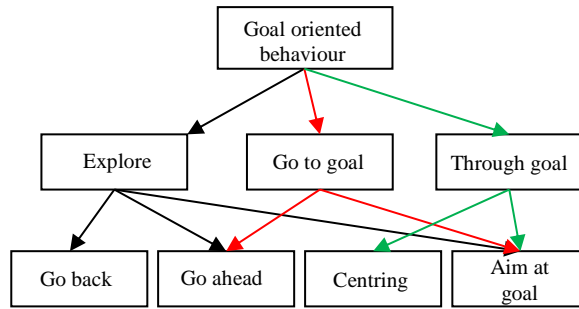 Goal oriented
behaviour
Explore
Go to goal
Through goal
Go back
Go ahead
Centring
Aim at
goal